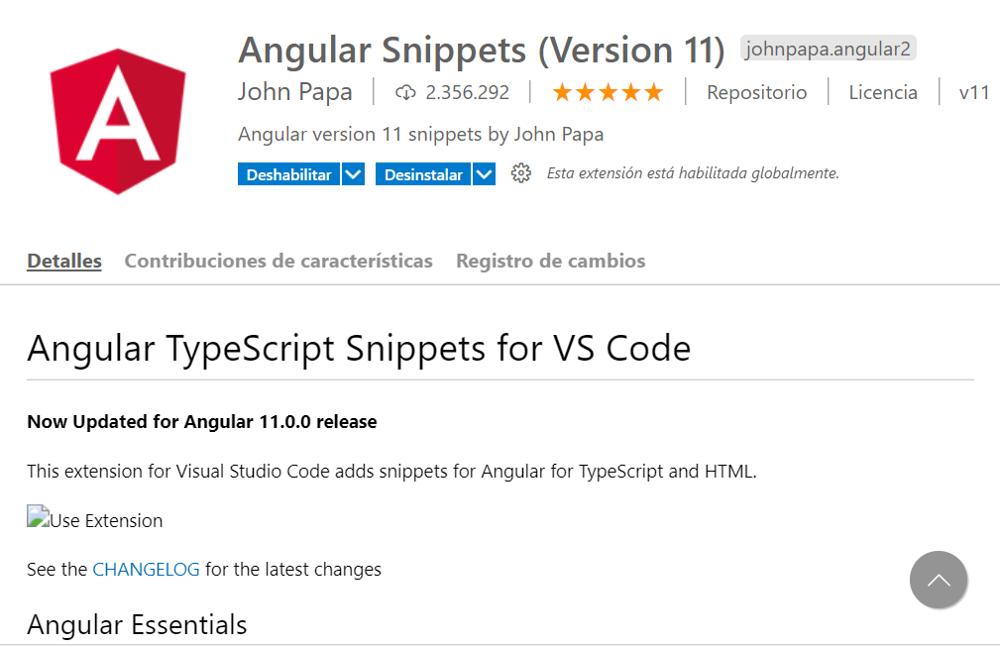 Angular Snippets (Version 11) johnpapa.angular2
John Papa 2.356.292 Repositorio Licencia v11
Angular version 11 snippets by John Papa
Deshabilitar Desinstalar Esta extensión está habilitada globalmente.
Detalles Contribuciones de características Registro de cambios
Angular TypeScript Snippets for VS Code
Now Updated for Angular 11.0.0 release
This extension for Visual Studio Code adds snippets for Angular for TypeScript and HTML.
Use Extension
See the CHANGELOG for the latest changes
Angular Essentials